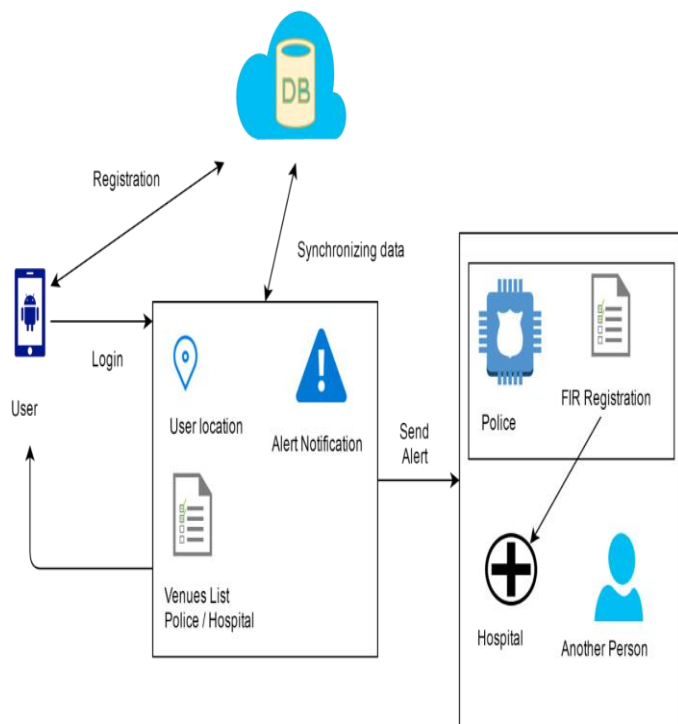 DB
Registration
Synchronizing data
Login
User
User location
Alert Notification
Venues List
Police / Hospital
Send
Alert
Police
FIR Registration
Hospital
Another Person